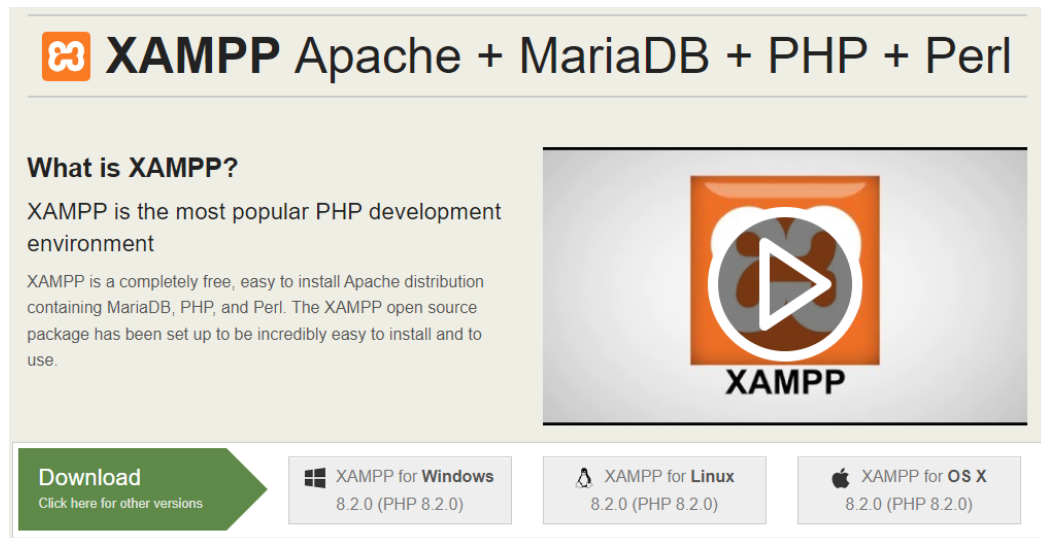 XAMPP Apache + MariaDB + PHP + Perl
What is XAMPP?
XAMPP is the most popular PHP development
environment
XAMPP is a completely free, easy to install Apache distribution
containing MariaDB, PHP, and Perl. The XAMPP open source
package has been set up to be incredibly easy to install and to
use.
XAMPP
Download
Click here for other versions
XAMPP for Windows
8.2.0 (PHP 8.2.0)
XAMPP for Linux
8.2.0 (PHP 8.2.0)
XAMPP for OS X
8.2.0 (PHP 8.2.0)